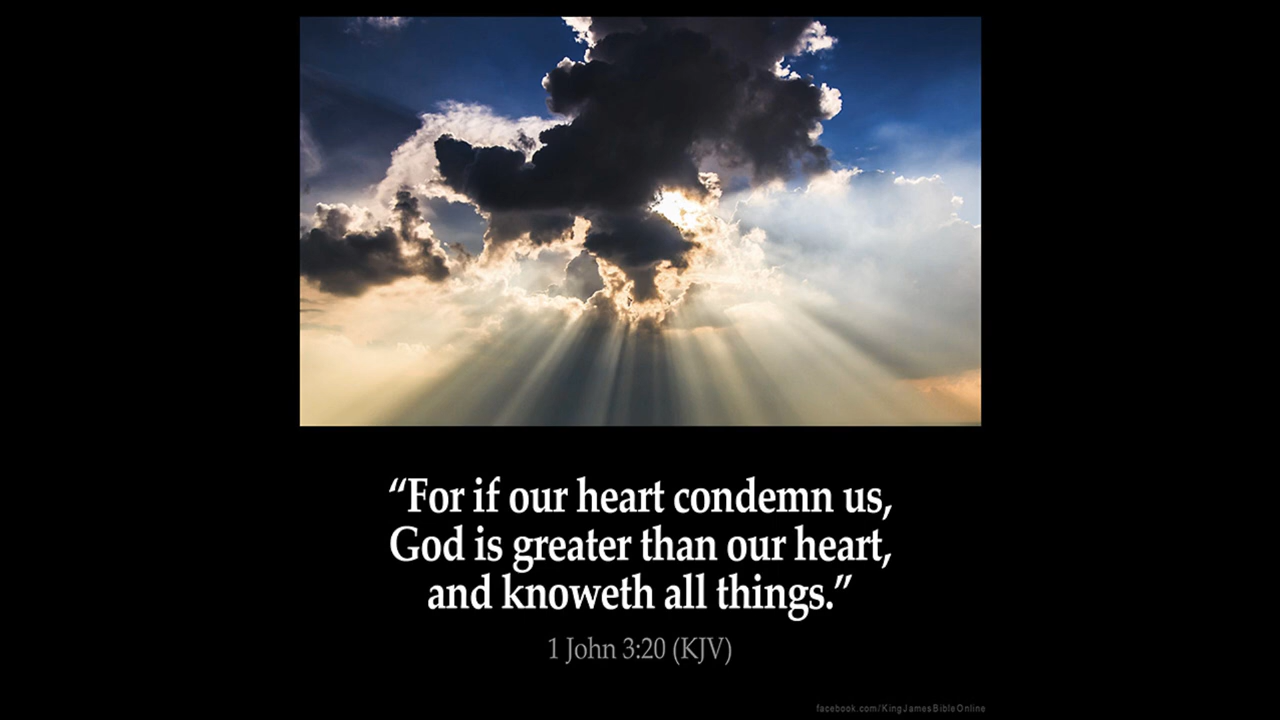 “For if our heart condemn us,
God is greater than our heart,
and knoweth all things.”
1 John 3:20 (KJV)
facebook.com/KingJamesBibleOnline